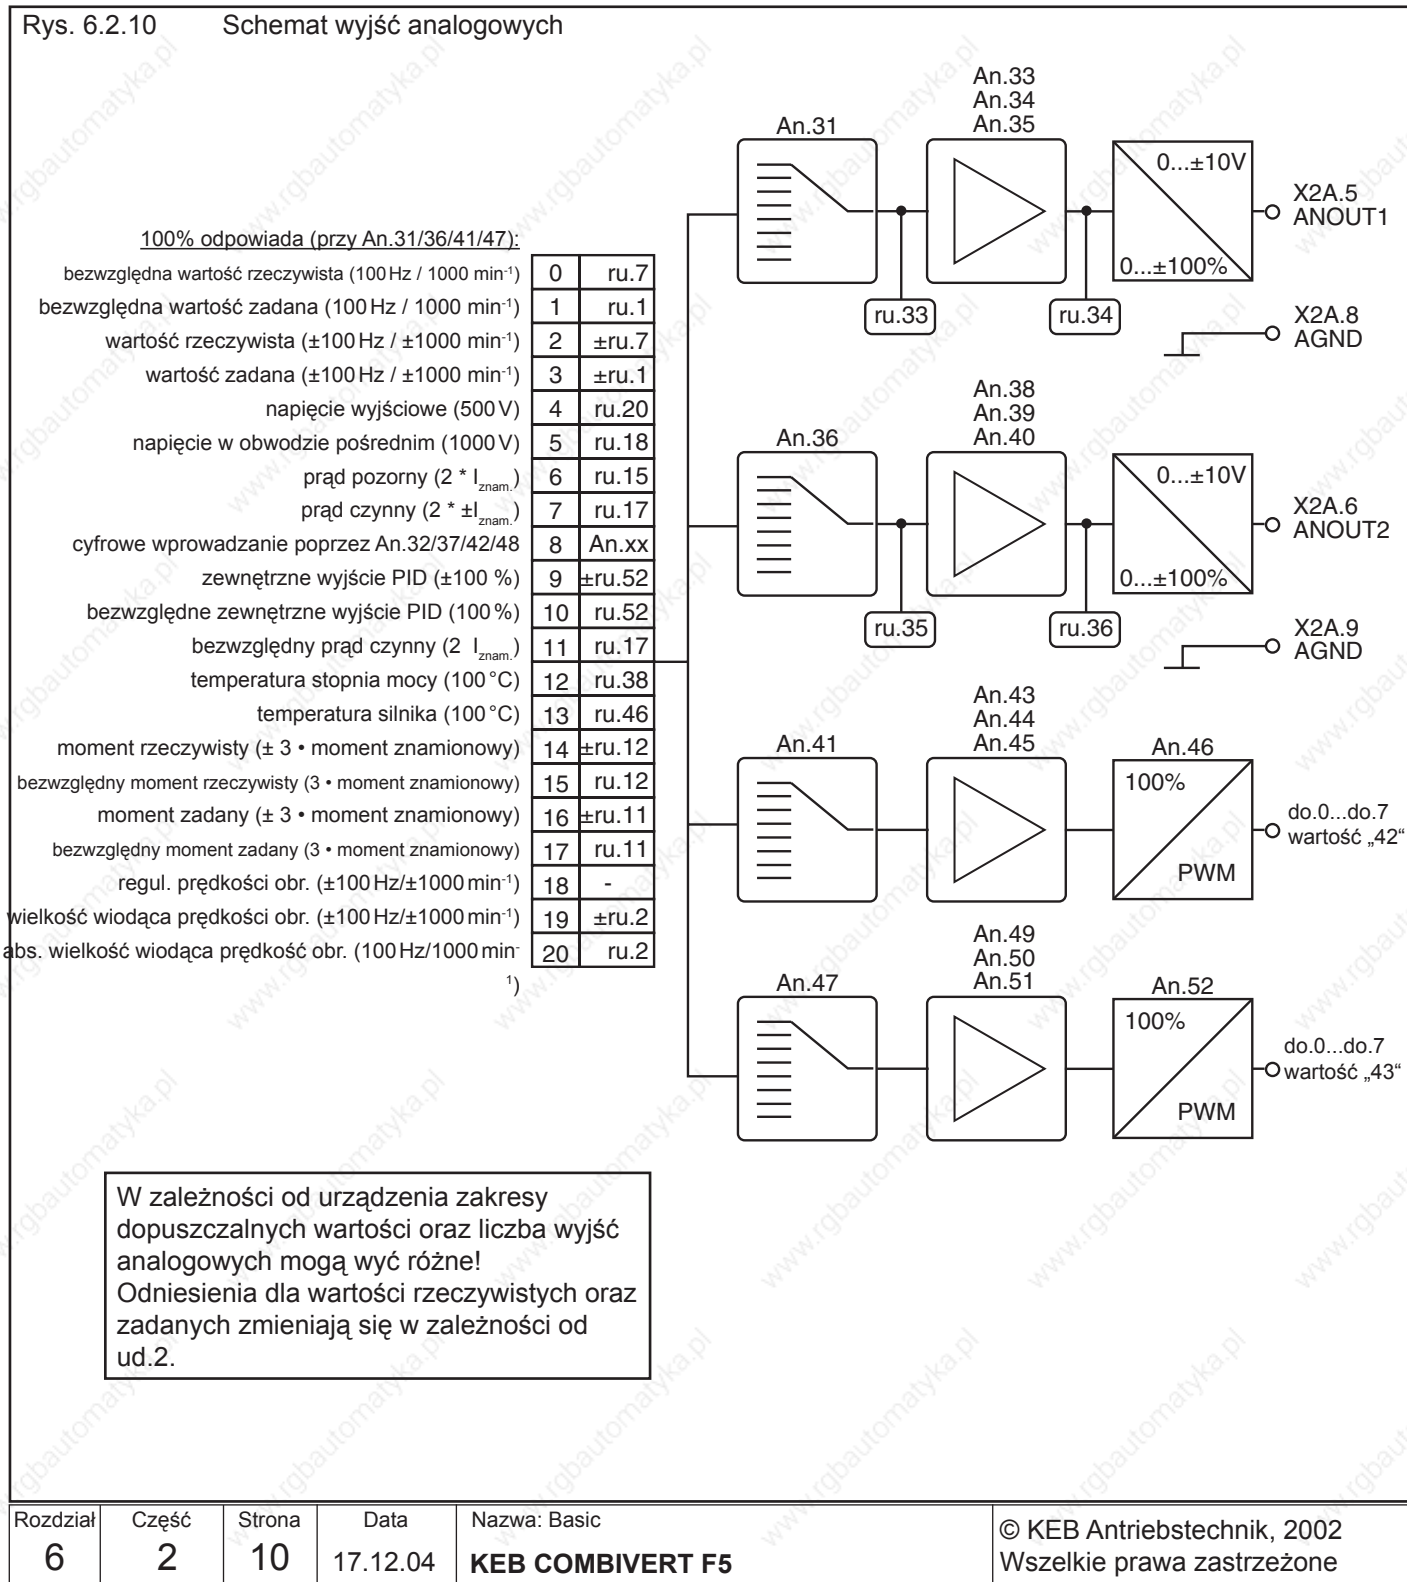 Rys. 6.2.10 Schemat wyjść analogowych
100% odpowiada (przy An.31/36/41/47):
bezwzględna wartość rzeczywista (100 Hz / 1000 min-1) 0 ru.7
bezwzględna wartość zadana (100 Hz / 1000 min-1) 1 ru.1
wartość rzeczywista (±100 Hz / ±1000 min-1) 2 ±ru.7
wartość zadana (±100 Hz / ±1000 min-1) 3 ±ru.1
napięcie wyjściowe (500 V) 4 ru.20
napięcie w obwodzie pośrednim (1000 V) 5 ru.18
prąd pozorny (2 * Iznam.) 6 ru.15
prąd czynny (2 * ±Iznam.) 7 ru.17
cyfrowe wprowadzanie poprzez An.32/37/42/48 8 An.xx
zewnętrzne wyjście PID (±100 %) 9 ±ru.52
bezwzględne zewnętrzne wyjście PID (100 %) 10 ru.52
bezwzględny prąd czynny (2 Iznam.) 11 ru.17
temperatura stopnia mocy (100 °C) 12 ru.38
temperatura silnika (100 °C) 13 ru.46
moment rzeczywisty (± 3 • moment znamionowy) 14 ±ru.12
bezwzględny moment rzeczywisty (3 • moment znamionowy) 15 ru.12
moment zadany (± 3 • moment znamionowy) 16 ±ru.11
bezwzględny moment zadany (3 • moment znamionowy) 17 ru.11
regul. prędkości obr. (±100 Hz/±1000 min-1) 18 -
wielkość wiodąca prędkości obr. (±100 Hz/±1000 min-1) 19 ±ru.2
abs. wielkość wiodąca prędkość obr. (100 Hz/1000 min- 20 ru.2
1)
An.31
An.33
An.34
An.35
0...±10V
0...±100%
X2A.5
ANOUT1
ru.33
ru.34
X2A.8
AGND
An.36
An.38
An.39
An.40
0...±10V
0...±100%
X2A.6
ANOUT2
ru.35
ru.36
X2A.9
AGND
An.41
An.43
An.44
An.45
An.46
100%
PWM
do.0...do.7
wartość „42“
An.47
An.49
An.50
An.51
An.52
100%
PWM
do.0...do.7
wartość „43“
W zależności od urządzenia zakresy
dopuszczalnych wartości oraz liczba wyjść
analogowych mogą wyć różne!
Odniesienia dla wartości rzeczywistych oraz
zadanych zmieniają się w zależności od
ud.2.
Rozdział Część Strona Data Nazwa: Basic © KEB Antriebstechnik, 2002
6 2 10 17.12.04 KEB COMBIVERT F5 Wszelkie prawa zastrzeżone
www.rgbautomatyka.pl